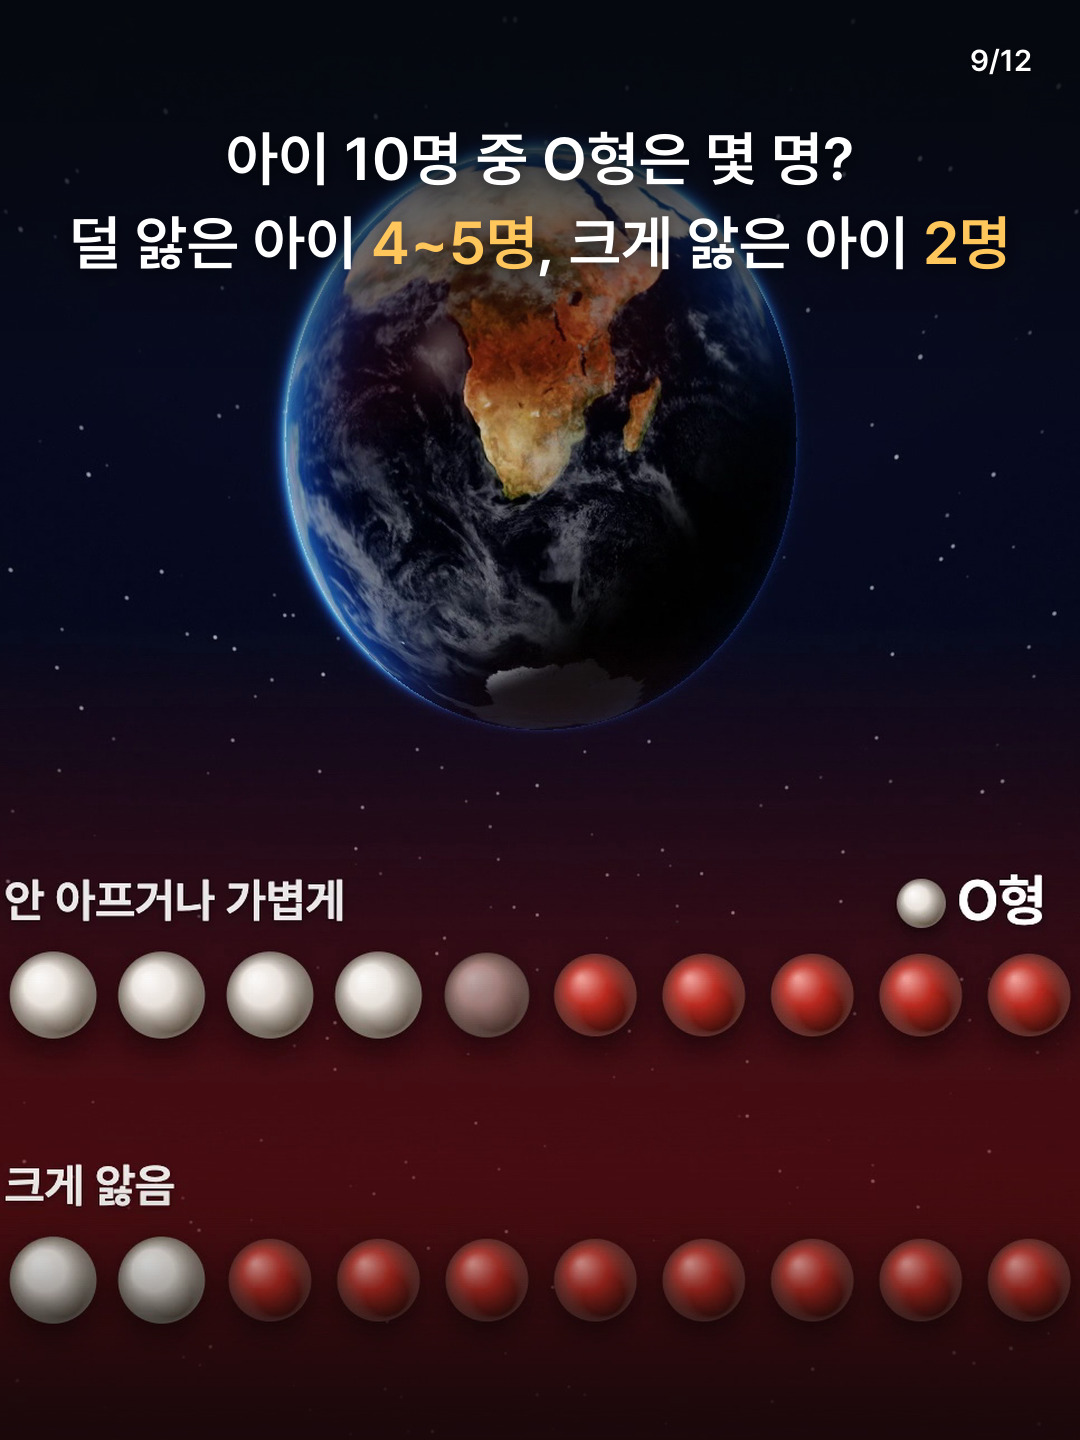 9/12
아이 10명 중 O형은 몇 명?
덜 앓은 아이 4~5명, 크게 앓은 아이 2명
안 아프거나 가볍게
O형
크게 앓음